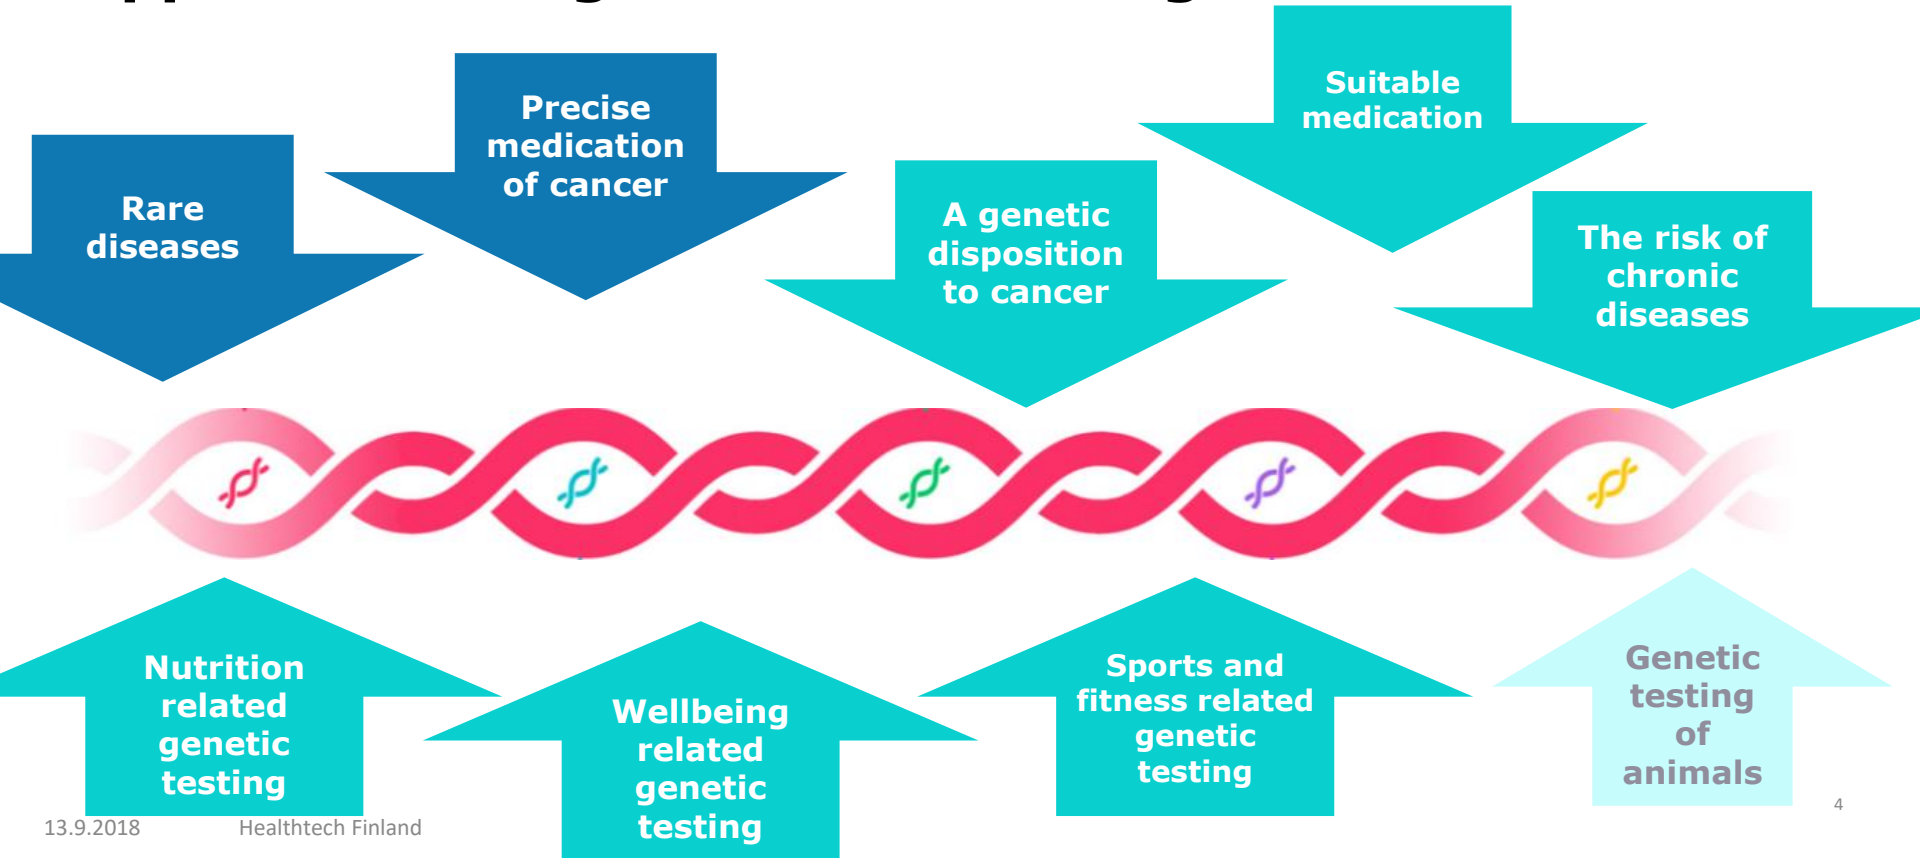 Precise
medication
of cancer
Suitable
medication
Rare
diseases
A genetic
disposition
to cancer
The risk of
chronic
diseases
Nutrition
related
genetic
testing
Wellbeing
related
genetic
testing
Sports and
fitness related
genetic
testing
Genetic
testing
of
animals
13.9.2018
Healthtech Finland
4